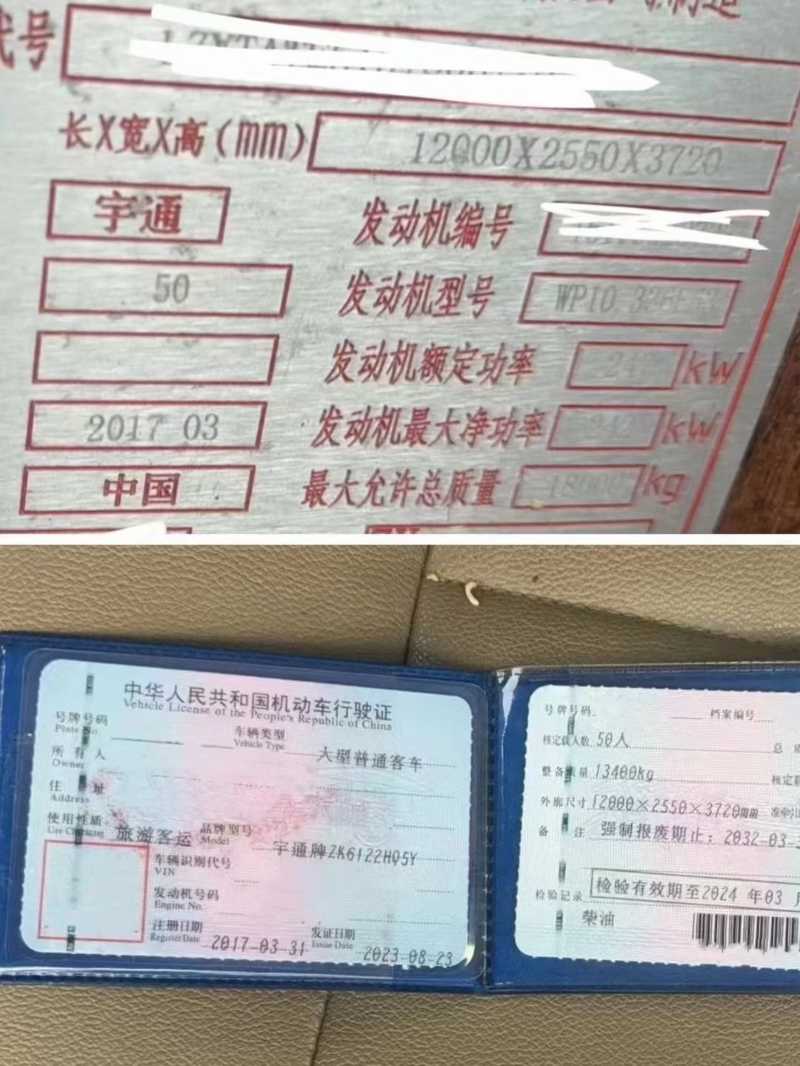 代号
长X宽X高(mm) 12000X2550X3720
宇通 发动机编号
50 发动机型号
发动机额定功率 kW
2017 03 发动机最大净功率 kW
中国 最大允许总质量 18000 kg
中华人民共和国机动车行驶证
Vehicle License of the People's Republic of China
号牌号码 车辆类型 大型普通客车
Plate No. Vehicle Type
所有人
Owner
住址
Address
使用性质 旅游客运 品牌型号 宇通牌ZK6122HQ5Y
Use Character Model
车辆识别代号
VIN
发动机号码
Engine No.
注册日期 2017-03-31 发证日期 2023-08-23
Register Date Issue Date
号牌号码 档案编号
核定载人数 50人
整备质量 13400kg 核定
外廓尺寸 12000×2550×3720mm
备注 强制报废期止：2032-03-3
检验记录 检验有效期至2024 年03
柴油